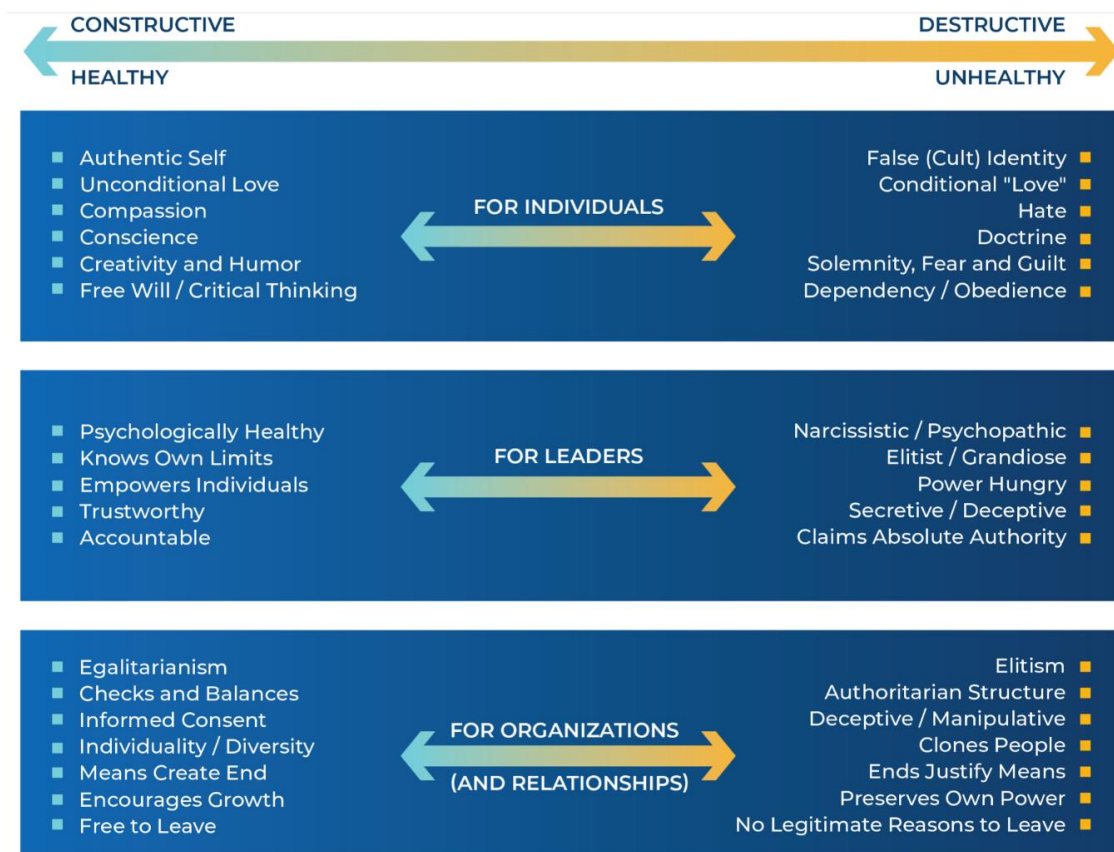 CONSTRUCTIVE
DESTRUCTIVE
HEALTHY
UNHEALTHY
Authentic Self
Unconditional Love
Compassion
Conscience
Creativity and Humor
Free Will / Critical Thinking
FOR INDIVIDUALS
False (Cult) Identity
Conditional "Love"
Hate
Doctrine
Solemnity, Fear and Guilt
Dependency / Obedience
Psychologically Healthy
Knows Own Limits
Empowers Individuals
Trustworthy
Accountable
FOR LEADERS
Narcissistic / Psychopathic
Elitist / Grandiose
Power Hungry
Secretive / Deceptive
Claims Absolute Authority
Egalitarianism
Checks and Balances
Informed Consent
Individuality / Diversity
Means Create End
Encourages Growth
Free to Leave
FOR ORGANIZATIONS
(AND RELATIONSHIPS)
Elitism
Authoritarian Structure
Deceptive / Manipulative
Clones People
Ends Justify Means
Preserves Own Power
No Legitimate Reasons to Leave